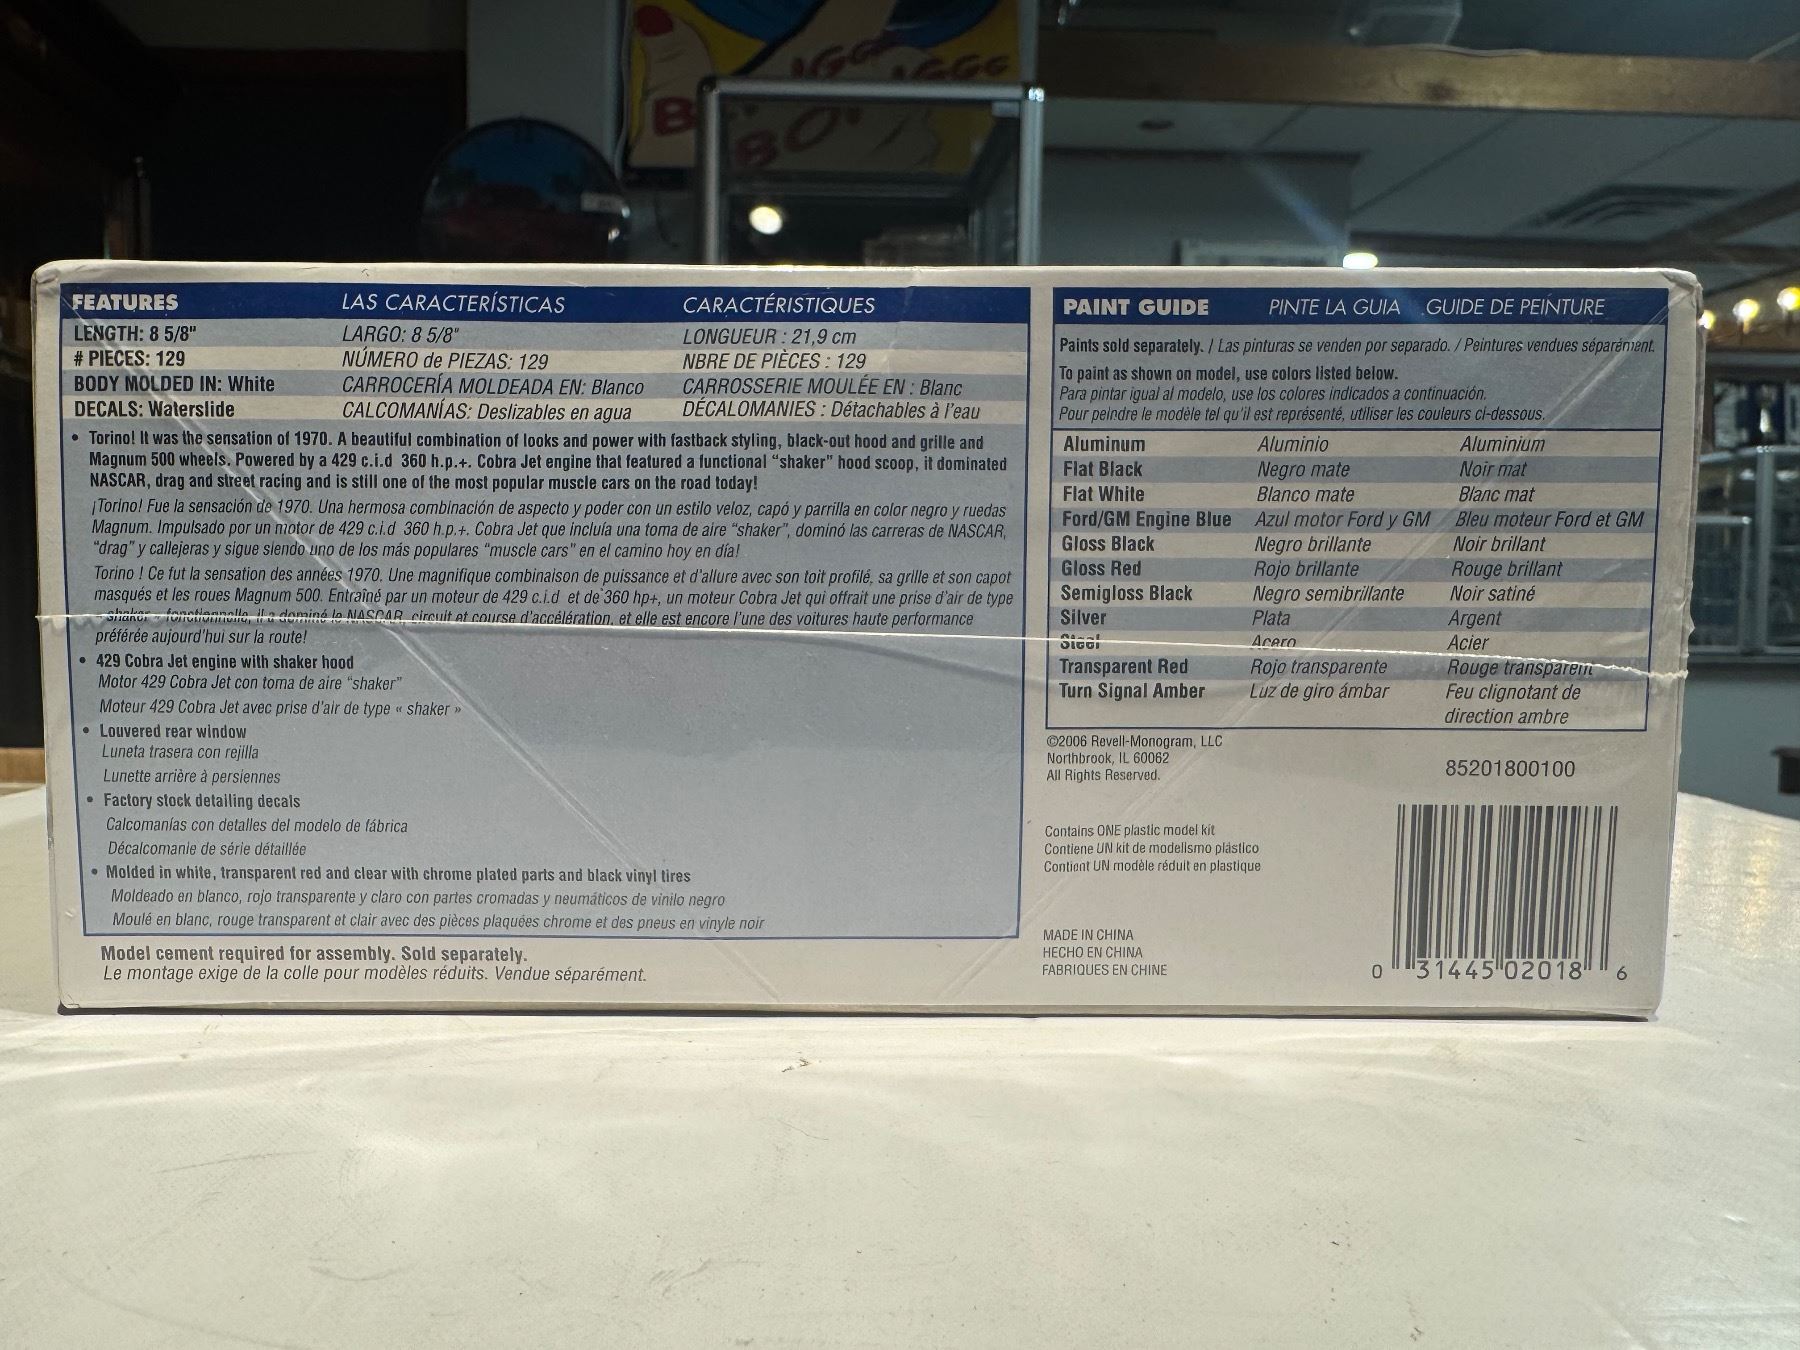 FEATURES LAS CARACTERÍSTICAS CARACTÉRISTIQUES
LENGTH: 8 5/8" LARGO: 8 5/8" LONGUEUR : 21,9 cm
# PIECES: 129 NÚMERO de PIEZAS: 129 NBRE DE PIÈCES : 129
BODY MOLDED IN: White CARROCERÍA MOLDEADA EN: Blanco CARROSSERIE MOULÉE EN : Blanc
DECALS: Waterslide CALCOMANÍAS: Deslizables en agua DÉCALOMANIES : Détachables à l'eau
• Torino! It was the sensation of 1970. A beautiful combination of looks and power with fastback styling, black-out hood and grille and
Magnum 500 wheels. Powered by a 429 c.i.d 360 h.p.+. Cobra Jet engine that featured a functional “shaker” hood scoop, it dominated
NASCAR, drag and street racing and is still one of the most popular muscle cars on the road today!
¡Torino! Fue la sensación de 1970. Una hermosa combinación de aspecto y poder con un estilo veloz, capó y parrilla en color negro y ruedas
Magnum. Impulsado por un motor de 429 c.i.d 360 h.p.+. Cobra Jet que incluía una toma de aire “shaker”, dominó las carreras de NASCAR,
“drag” y callejeras y sigue siendo uno de los más populares “muscle cars” en el camino hoy en día!
Torino ! Ce fut la sensation des années 1970. Une magnifique combinaison de puissance et d'allure avec son toit profilé, sa grille et son capot
masqués et les roues Magnum 500. Entraîné par un moteur de 429 c.i.d et de 360 hp+, un moteur Cobra Jet qui offrait une prise d'air de type
« shaker » fonctionnelle, il a dominé le NASCAR, circuit et course d'accélération, et elle est encore l'une des voitures haute performance
préférée aujourd'hui sur la route!
• 429 Cobra Jet engine with shaker hood
Motor 429 Cobra Jet con toma de aire “shaker”
Moteur 429 Cobra Jet avec prise d'air de type « shaker »
• Louvered rear window
Luneta trasera con rejilla
Lunette arrière à persiennes
• Factory stock detailing decals
Calcomanías con detalles del modelo de fábrica
Décalcomanie de série détaillée
• Molded in white, transparent red and clear with chrome plated parts and black vinyl tires
Moldeado en blanco, rojo transparente y claro con partes cromadas y neumáticos de vinilo negro
Moulé en blanc, rouge transparent et clair avec des pièces plaquées chrome et des pneus en vinyle noir
Model cement required for assembly. Sold separately.
Le montage exige de la colle pour modèles réduits. Vendue séparément.
PAINT GUIDE PINTE LA GUIA GUIDE DE PEINTURE
Paints sold separately. / Las pinturas se venden por separado. / Peintures vendues séparément.
To paint as shown on model, use colors listed below.
Para pintar igual al modelo, use los colores indicados a continuación.
Pour peindre le modèle tel qu'il est représenté, utiliser les couleurs ci-dessous.
Aluminum Aluminio Aluminium
Flat Black Negro mate Noir mat
Flat White Blanco mate Blanc mat
Ford/GM Engine Blue Azul motor Ford y GM Bleu moteur Ford et GM
Gloss Black Negro brillante Noir brillant
Gloss Red Rojo brillante Rouge brillant
Semigloss Black Negro semibrillante Noir satiné
Silver Plata Argent
Steel Acero Acier
Transparent Red Rojo transparente Rouge transparent
Turn Signal Amber Luz de giro ámbar Feu clignotant de
direction ambre
©2006 Revell-Monogram, LLC
Northbrook, IL 60062
All Rights Reserved.
85201800100
Contains ONE plastic model kit
Contiene UN kit de modelismo plástico
Contient UN modèle réduit en plastique
MADE IN CHINA
HECHO EN CHINA
FABRIQUES EN CHINE
0 31445 02018 6